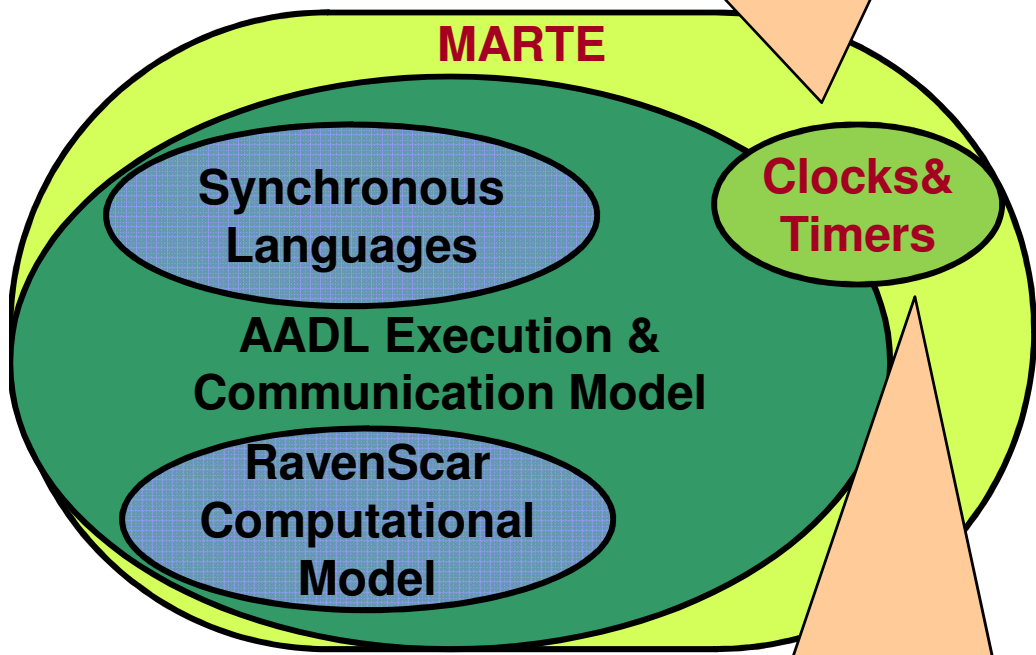 MARTE
Synchronous
Languages
Clocks&
Timers
AADL Execution &
Communication Model
RavenScar
Computational
Model